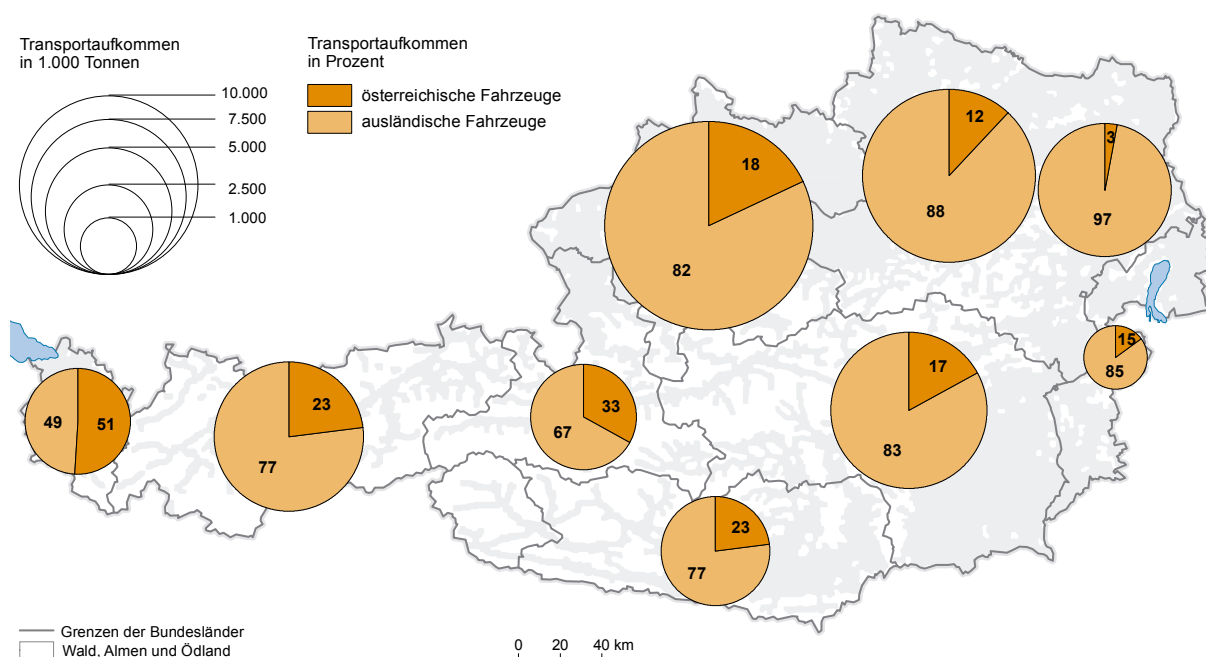 Transportaufkommen
in 1.000 Tonnen
10.000
7.500
5.000
2.500
1.000
Transportaufkommen
in Prozent
österreichische Fahrzeuge
ausländische Fahrzeuge
18
82
12
88
3
97
15
85
17
83
33
67
23
77
49
51
23
77
Grenzen der Bundesländer
Wald, Almen und Ödland
0 20 40 km